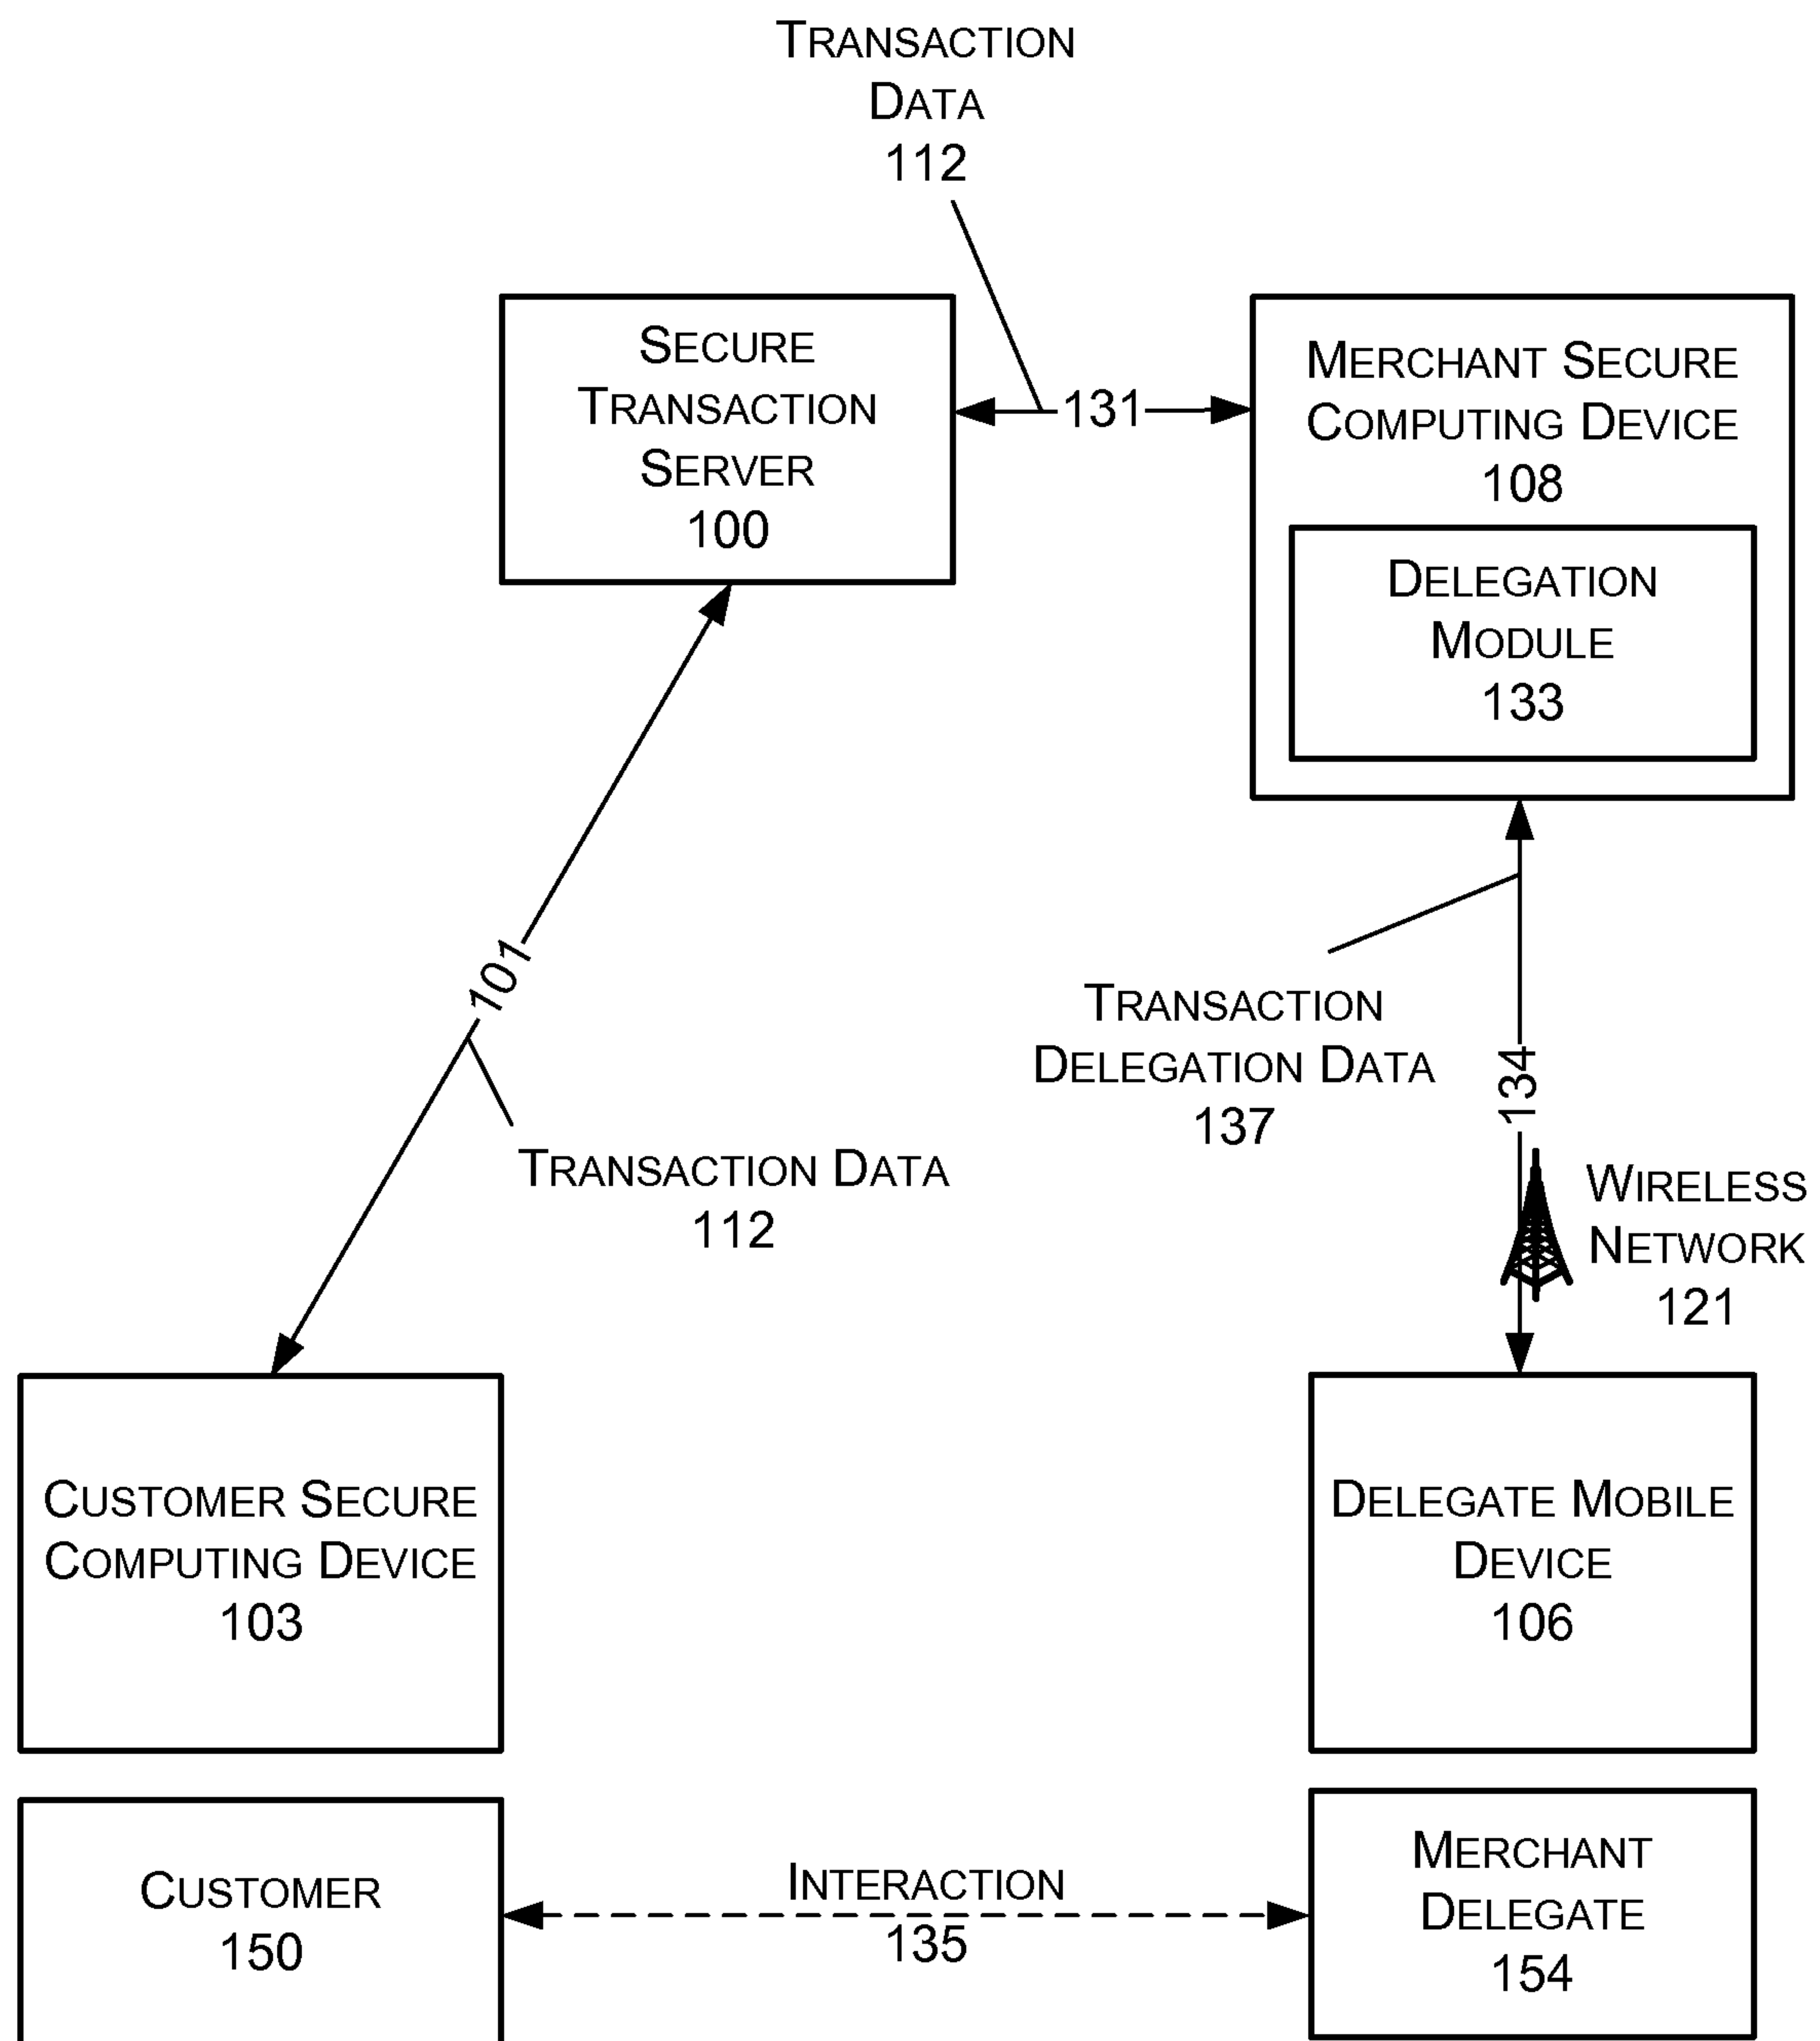 TRANSACTION
DATA
112
SECURE
TRANSACTION
SERVER
100
131
MERCHANT SECURE
COMPUTING DEVICE
108
DELEGATION
MODULE
133
101
TRANSACTION DATA
112
TRANSACTION
DELEGATION DATA
137
134
WIRELESS
NETWORK
121
CUSTOMER SECURE
COMPUTING DEVICE
103
DELEGATE MOBILE
DEVICE
106
CUSTOMER
150
INTERACTION
135
MERCHANT
DELEGATE
154